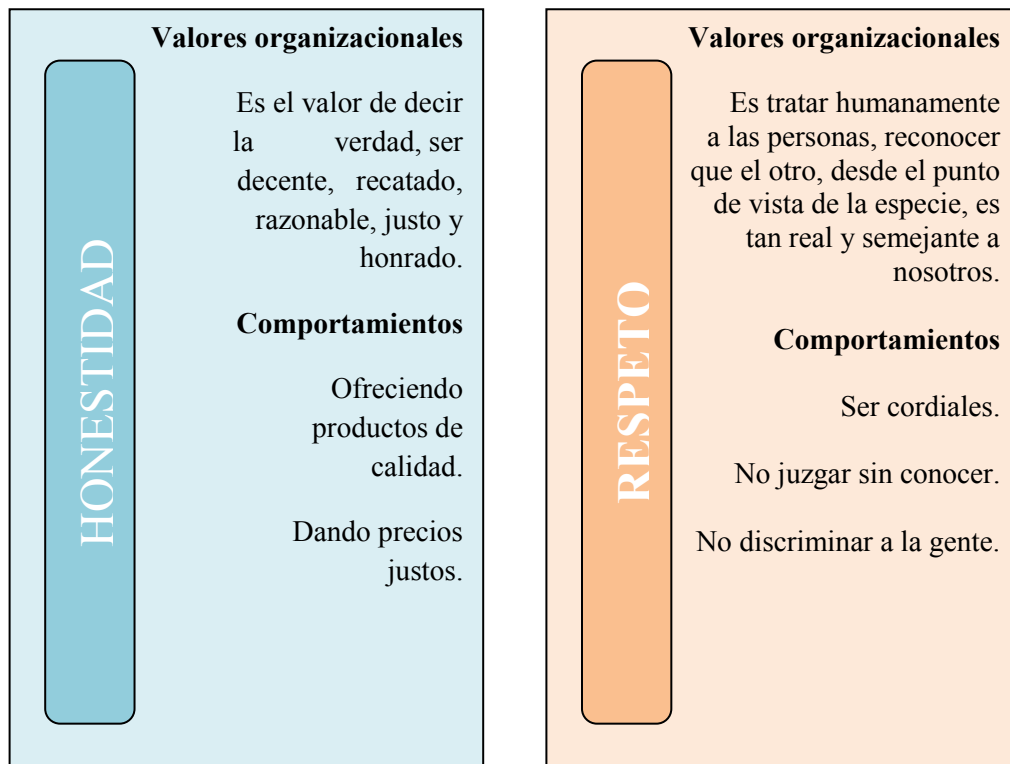 Valores organizacionales
HONESTIDAD
Es el valor de decir
la verdad, ser
decente, recatado,
razonable, justo y
honrado.
Comportamientos
Ofreciendo
productos de
calidad.
Dando precios
justos.
Valores organizacionales
RESPETO
Es tratar humanamente
a las personas, reconocer
que el otro, desde el punto
de vista de la especie, es
tan real y semejante a
nosotros.
Comportamientos
Ser cordiales.
No juzgar sin conocer.
No discriminar a la gente.